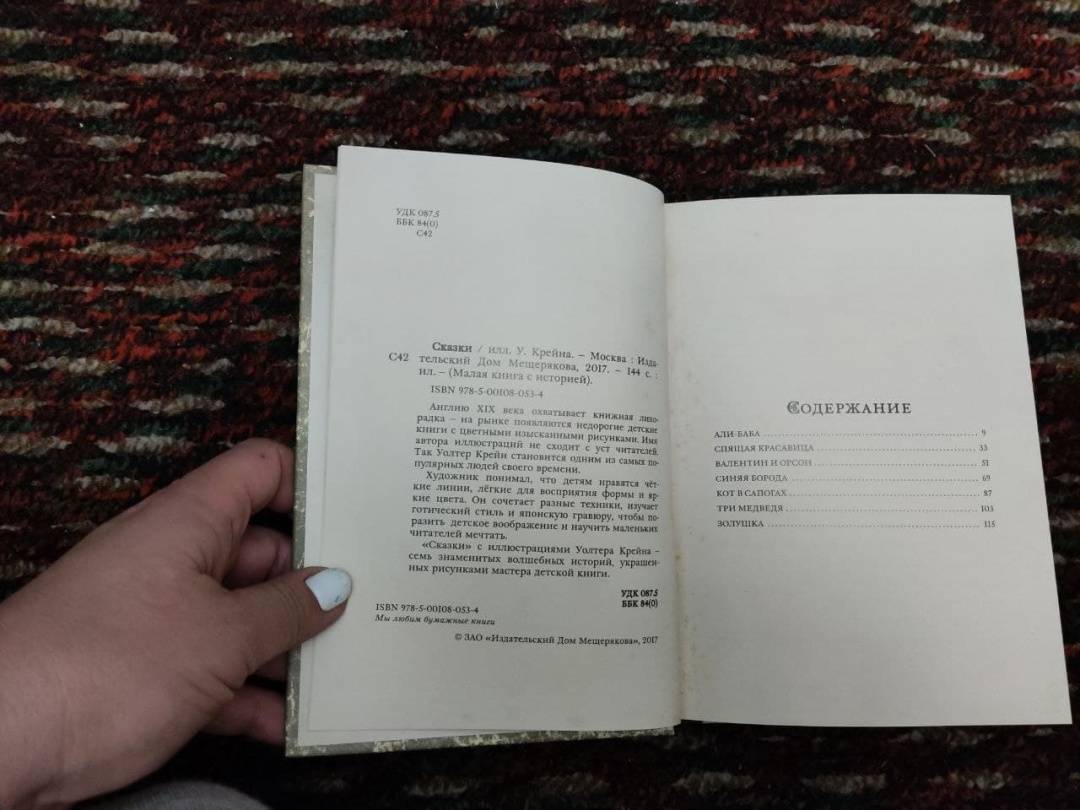 УДК 087.5
ББК 84(0)
С42
Сказки / илл. У. Крейна. – Москва : Изда-
С42 тельский Дом Мещерякова, 2017. – 144 с. :
ил. – (Малая книга с историей).
ISBN 978-5-00108-053-4
Англию XIX века охватывает книжная лихо-
радка – на рынке появляются недорогие детские
книги с цветными изысканными рисунками. Имя
автора иллюстраций не сходит с уст читателей.
Так Уолтер Крейн становится одним из самых по-
пулярных людей своего времени.
Художник понимал, что детям нравятся чёт-
кие линии, лёгкие для восприятия формы и яр-
кие цвета. Он сочетает разные техники, изучает
готический стиль и японскую гравюру, чтобы по-
разить детское воображение и научить маленьких
читателей мечтать.
«Сказки» с иллюстрациями Уолтера Крейна –
семь знаменитых волшебных историй, украшен-
ных рисунками мастера детской книги.
УДК 087.5
ББК 84(0)
ISBN 978-5-00108-053-4
Мы любим бумажные книги
© ЗАО «Издательский Дом Мещерякова», 2017
СОДЕРЖАНИЕ
АЛИ-БАБА 9
СПЯЩАЯ КРАСАВИЦА 33
ВАЛЕНТИН И ОРСОН 51
СИНЯЯ БОРОДА 69
КОТ В САПОГАХ 87
ТРИ МЕДВЕДЯ 103
ЗОЛУШКА 115